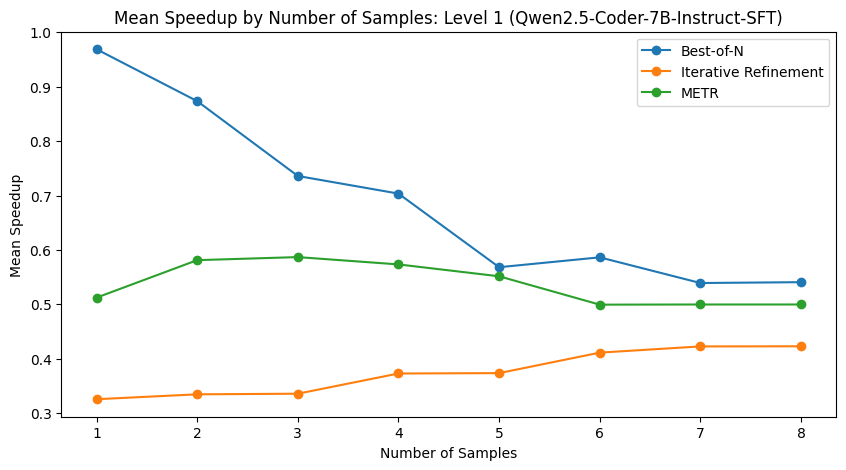 Mean Speedup by Number of Samples: Level 1 (Qwen2.5-Coder-7B-Instruct-SFT)
Best-of-N
Iterative Refinement
METR
Mean Speedup
1.0
0.9
0.8
0.7
0.6
0.5
0.4
0.3
1 2 3 4 5 6 7 8
Number of Samples